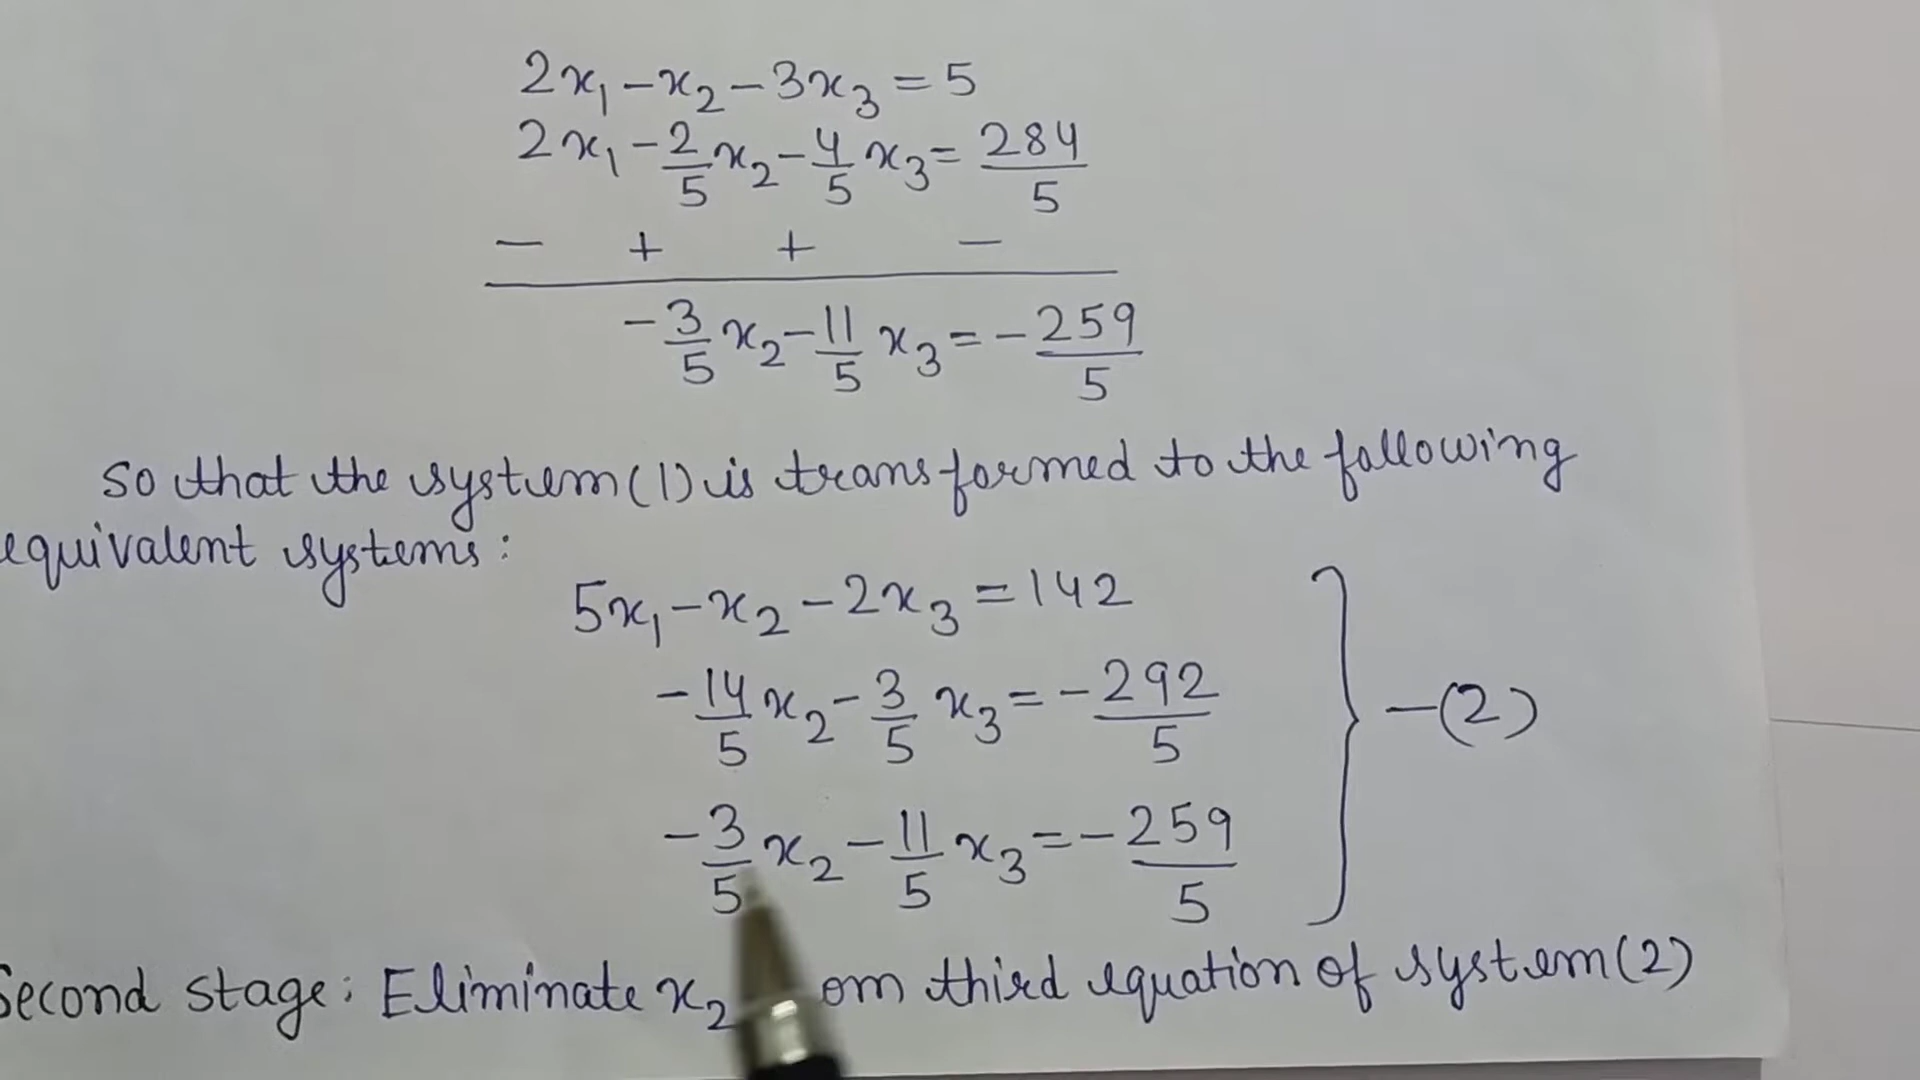 2x₁ - x₂ - 3x₃ = 5
2x₁ - 2/5 x₂ - 4/5 x₃ = 284/5
- + + -
- 3/5 x₂ - 11/5 x₃ = - 259/5
So that the system (1) is transformed to the following
equivalent systems:
5x₁ - x₂ - 2x₃ = 142
- 14/5 x₂ - 3/5 x₃ = - 292/5
- 3/5 x₂ - 11/5 x₃ = - 259/5
} - (2)
Second stage: Eliminate x₂ om third equation of system (2)